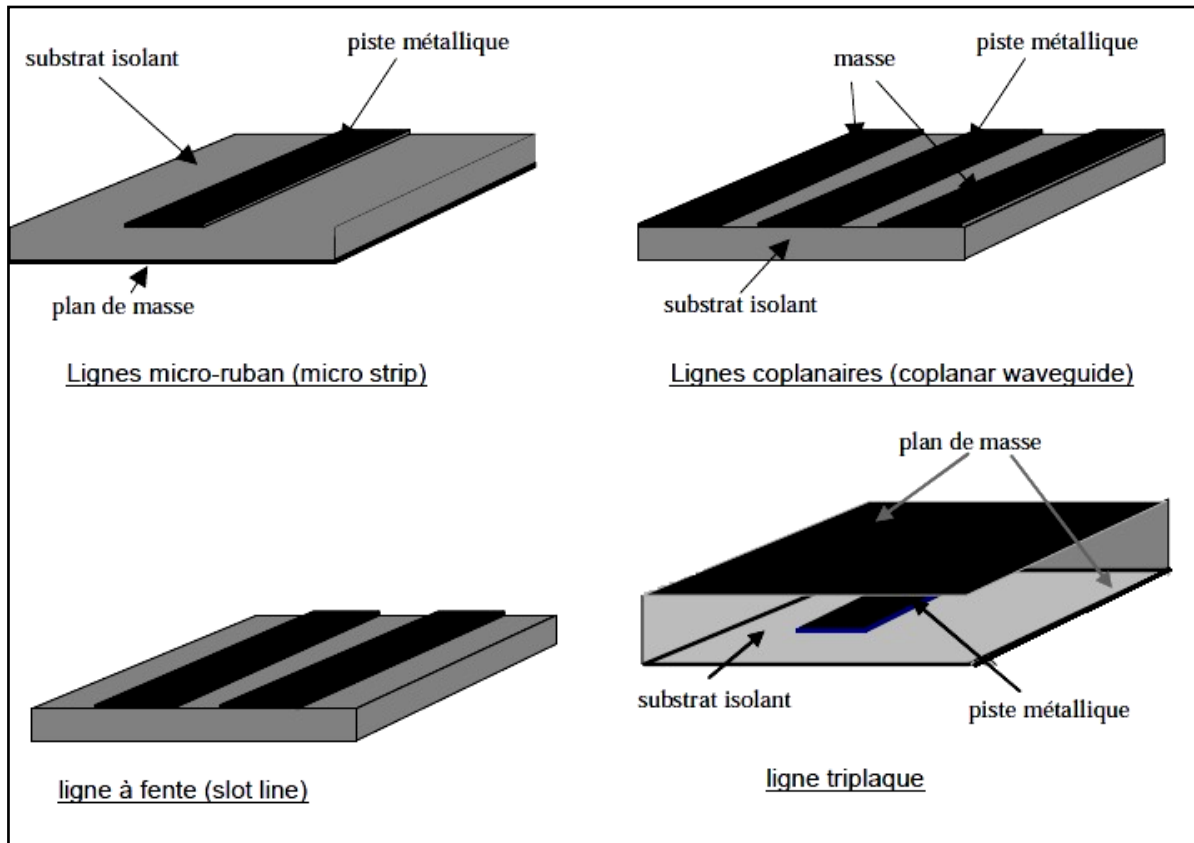 substrat isolant
piste métallique
plan de masse
Lignes micro-ruban (micro strip)
masse
piste métallique
substrat isolant
Lignes coplanaires (coplanar waveguide)
ligne à fente (slot line)
plan de masse
substrat isolant
piste métallique
ligne triplaque